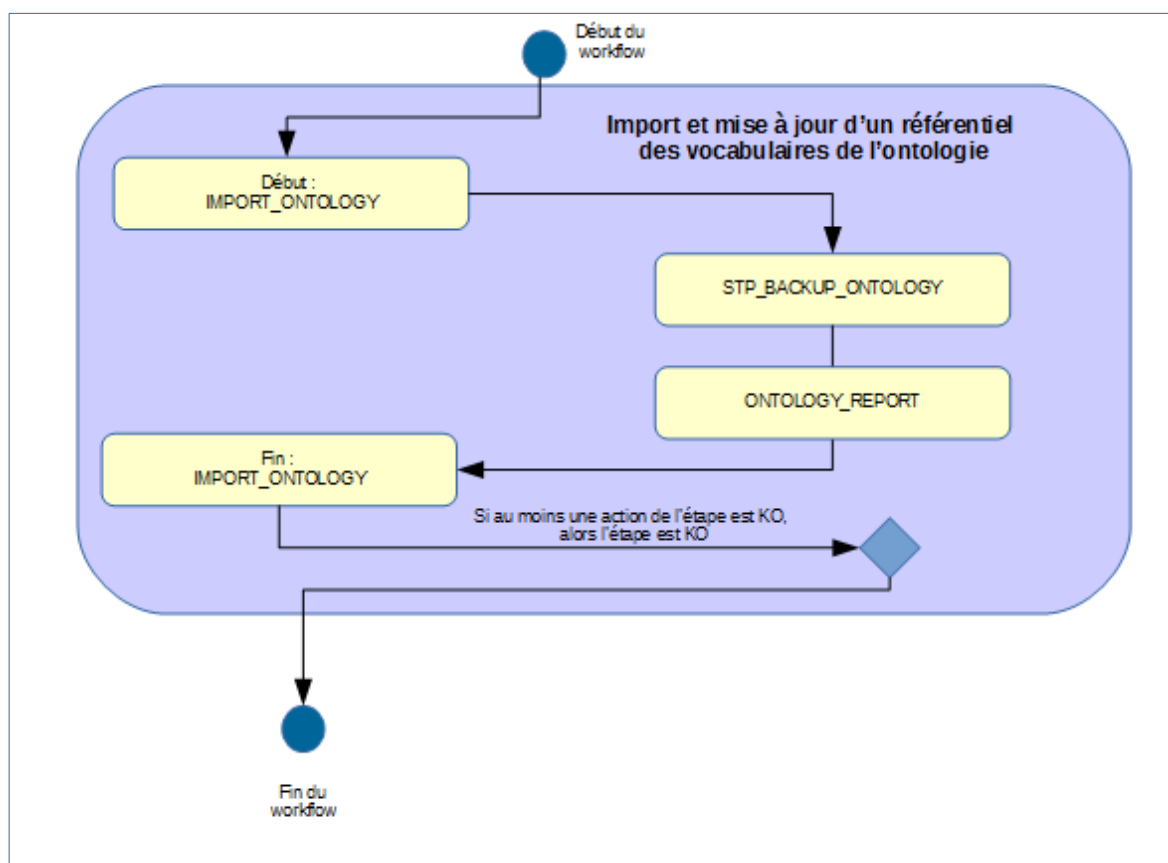 Début du
workflow
Import et mise à jour d'un référentiel
des vocabulaires de l'ontologie
Début :
IMPORT_ONTOLOGY
STP_BACKUP_ONTOLOGY
ONTOLOGY_REPORT
Fin :
IMPORT_ONTOLOGY
Si au moins une action de l'étape est KO,
alors l'étape est KO
Fin du
workflow